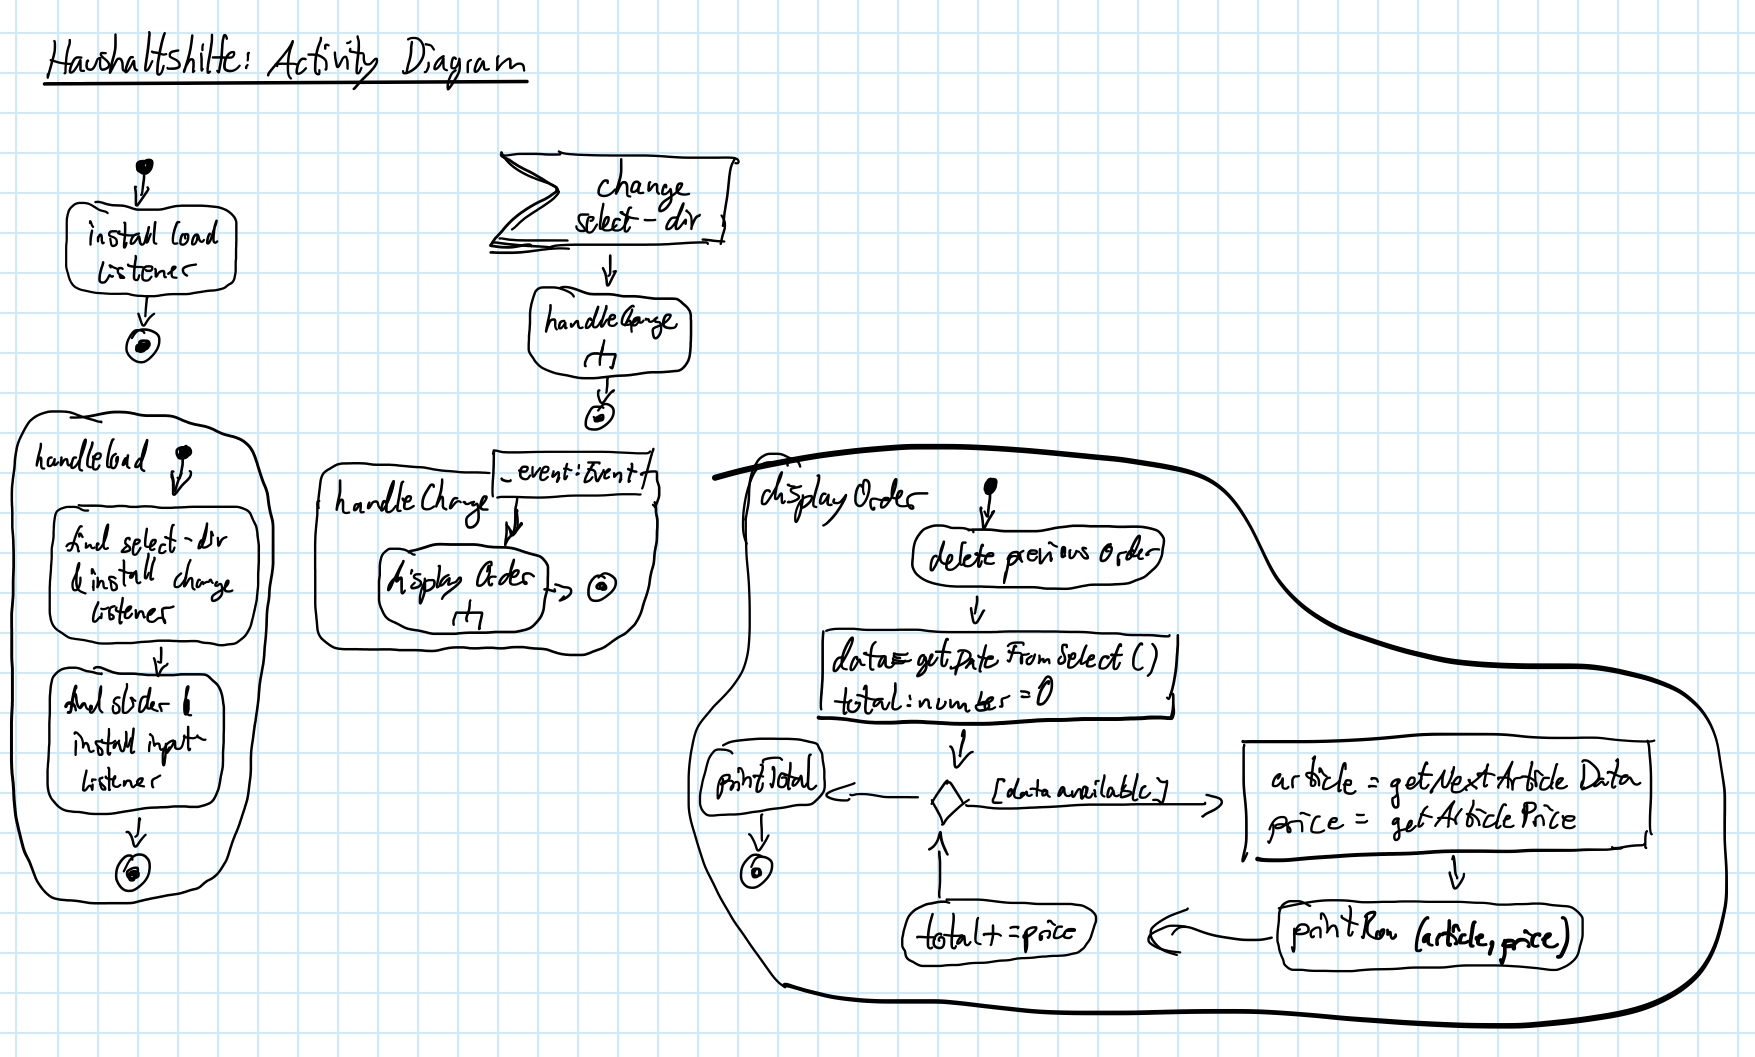 Haushaltshilfe: Activity Diagram
install load
Listener
change
select-dir
handleChange
handleload
find select-dir
& install change
Listener
find slider &
install input
Listener
handleChange
_event:Event
display Order
displayOrder
delete previous Order
data=getDataFromSelect()
total:number=0
printTotal
[data available]
article = getNextArticleData
price = getArticlePrice
total+=price
printRow (article, price)